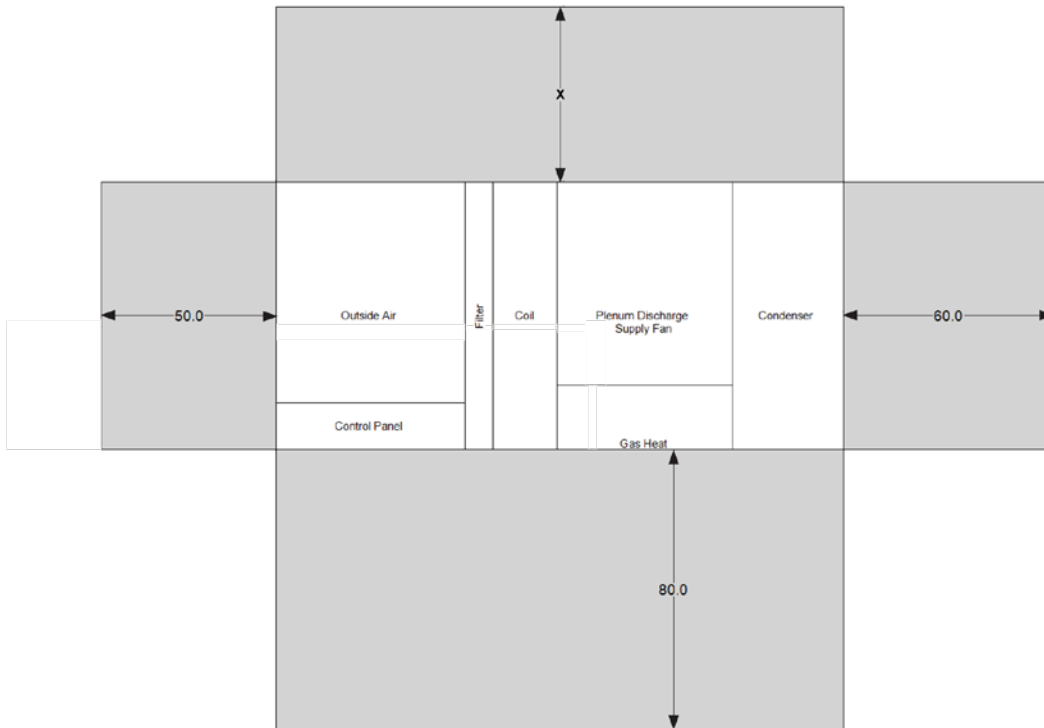 X
50.0
Outside Air
Filter
Coil
Plenum Discharge
Supply Fan
Condenser
60.0
Control Panel
Gas Heat
80.0